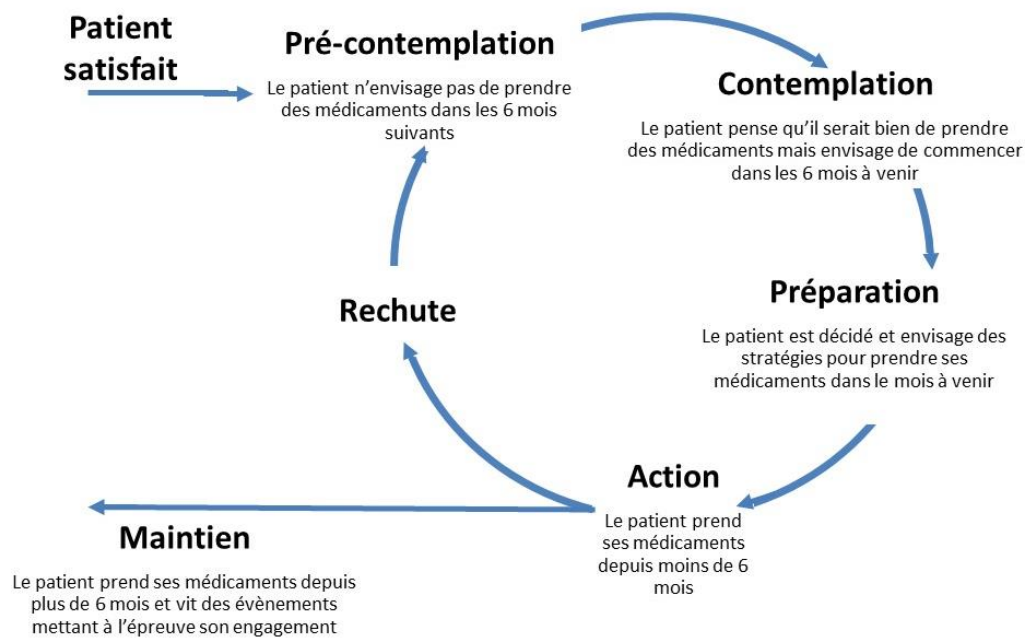 Patient
satisfait
Pré-contemplation
Le patient n'envisage pas de prendre
des médicaments dans les 6 mois
suivants
Contemplation
Le patient pense qu'il serait bien de prendre
des médicaments mais envisage de commencer
dans les 6 mois à venir
Préparation
Le patient est décidé et envisage des
stratégies pour prendre ses
médicaments dans le mois à venir
Rechute
Action
Le patient prend
ses médicaments
depuis moins de 6
mois
Maintien
Le patient prend ses médicaments depuis
plus de 6 mois et vit des évènements
mettant à l'épreuve son engagement